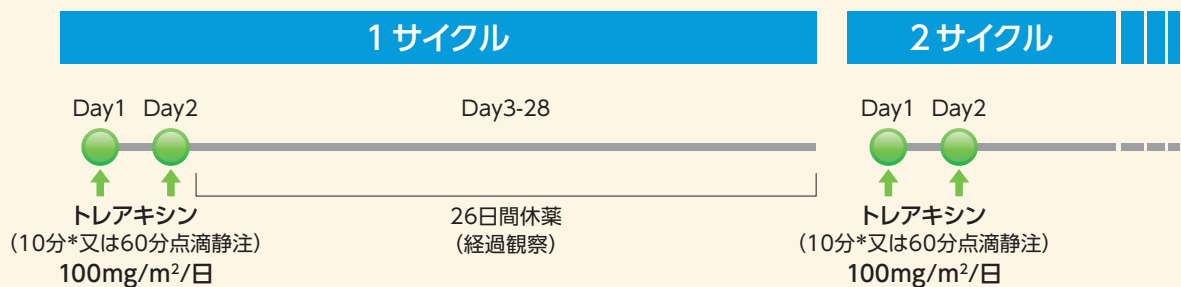 1サイクル
2サイクル
Day1 Day2 Day3-28
Day1 Day2
トレアキシン
(10分*又は60分点滴静注)
100mg/m²/日
26日間休薬
(経過観察)
トレアキシン
(10分*又は60分点滴静注)
100mg/m²/日